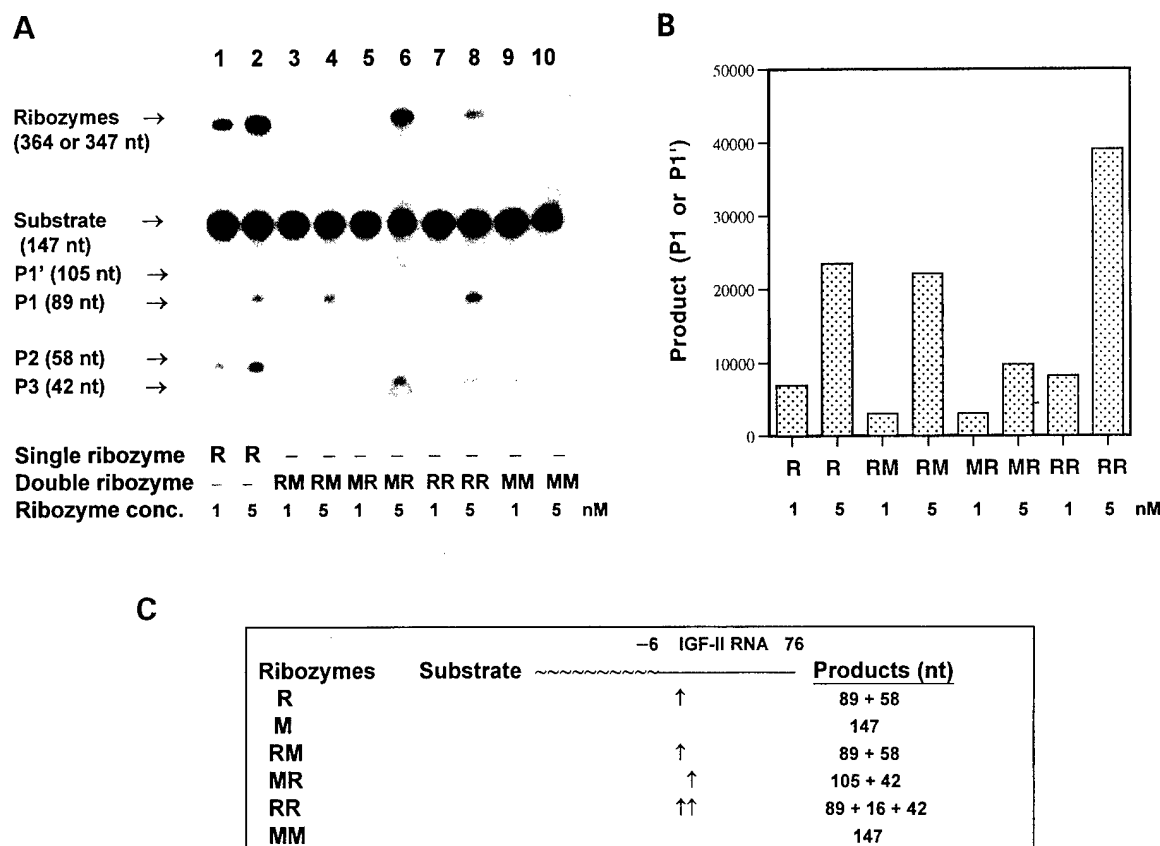 A
1 2 3 4 5 6 7 8 9 10
Ribozymes →
(364 or 347 nt)
Substrate →
(147 nt)
P1' (105 nt) →
P1 (89 nt) →
P2 (58 nt) →
P3 (42 nt) →
Single ribozyme R R – – – – – – – –
Double ribozyme – – RM RM MR MR RR RR MM MM
Ribozyme conc. 1 5 1 5 1 5 1 5 1 5 nM
B
Product (P1 or P1')
50000
40000
30000
20000
10000
0
R R RM RM MR MR RR RR
1 5 1 5 1 5 1 5 nM
C
–6 IGF-II RNA 76
Ribozymes Substrate Products (nt)
R ↑ 89 + 58
M 147
RM ↑ 89 + 58
MR ↑ 105 + 42
RR ↑↑ 89 + 16 + 42
MM 147